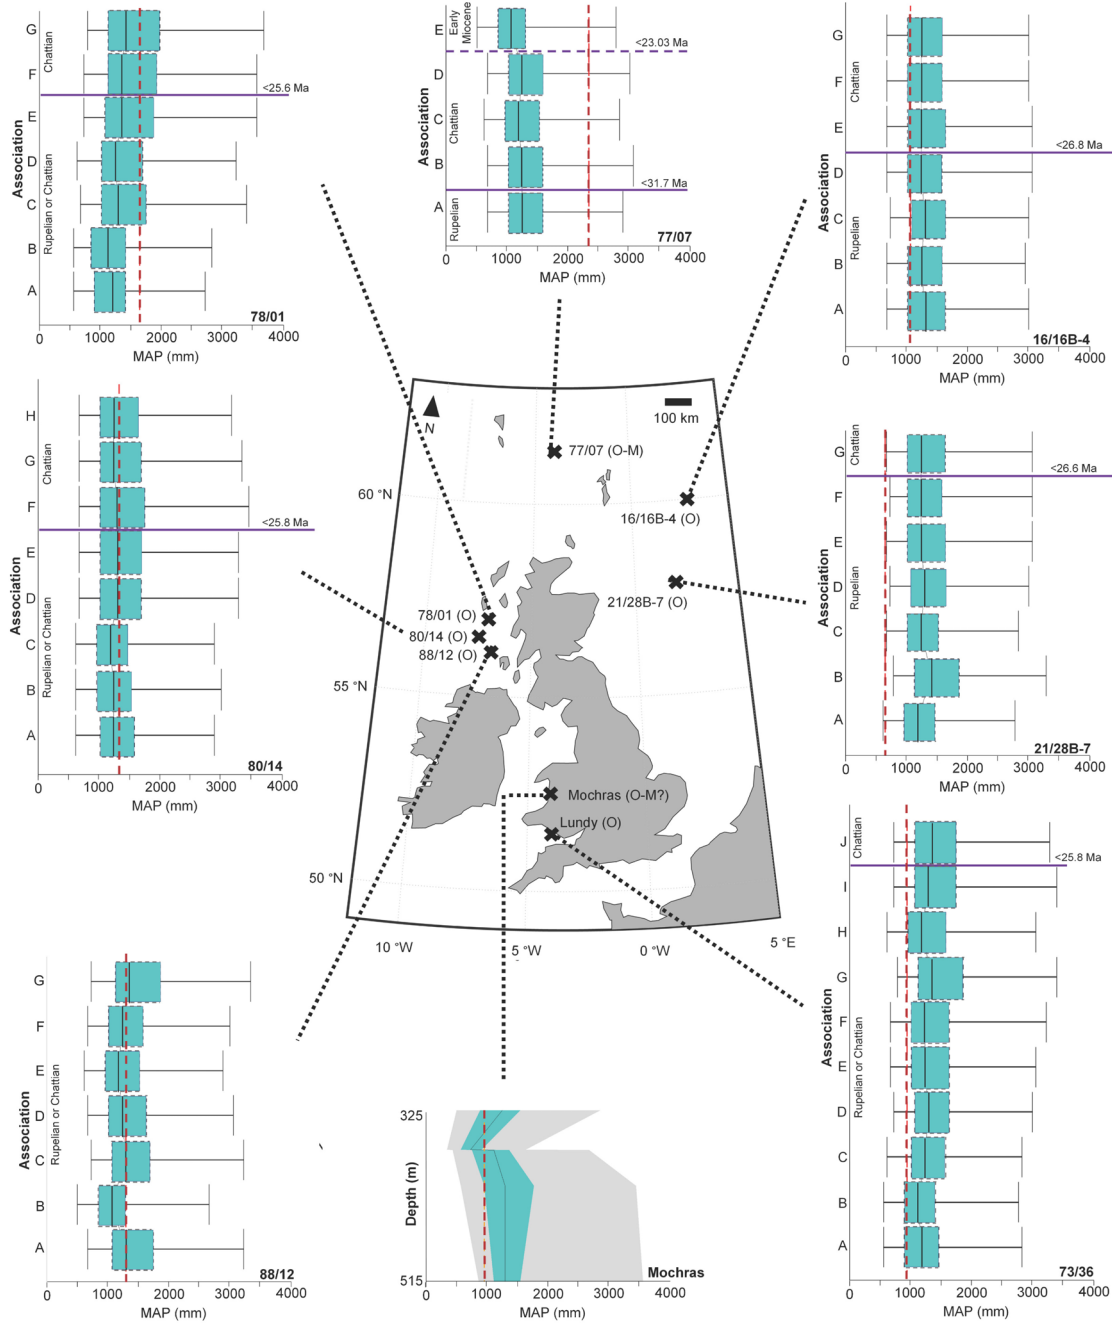 G
F
E
D
C
B
A
Association
Chattian
Rupelian or Chattian
<25.6 Ma
78/01
0
1000
2000
3000
4000
MAP (mm)
E
D
C
B
A
Association
Early
Miocene
Chattian
Rupelian
<23.03 Ma
<31.7 Ma
77/07
0
1000
2000
3000
4000
MAP (mm)
G
F
E
D
C
B
A
Association
Chattian
Rupelian
<26.8 Ma
16/16B-4
0
1000
2000
3000
4000
MAP (mm)
H
G
F
E
D
C
B
A
Association
Chattian
Rupelian or Chattian
<25.8 Ma
80/14
0
1000
2000
3000
4000
MAP (mm)
N
100 km
77/07 (O-M)
60 °N
16/16B-4 (O)
21/28B-7 (O)
78/01 (O)
80/14 (O)
88/12 (O)
55 °N
Mochras (O-M?)
Lundy (O)
50 °N
10 °W
5 °W
0 °W
5 °E
G
F
E
D
C
B
A
Association
Chattian
Rupelian
<26.6 Ma
21/28B-7
0
1000
2000
3000
4000
MAP (mm)
G
F
E
D
C
B
A
Association
Rupelian or Chattian
88/12
0
1000
2000
3000
4000
MAP (mm)
325
Depth (m)
515
Mochras
0
1000
2000
3000
4000
MAP (mm)
J
I
H
G
F
E
D
C
B
A
Association
Chattian
Rupelian or Chattian
<25.8 Ma
73/36
0
1000
2000
3000
4000
MAP (mm)